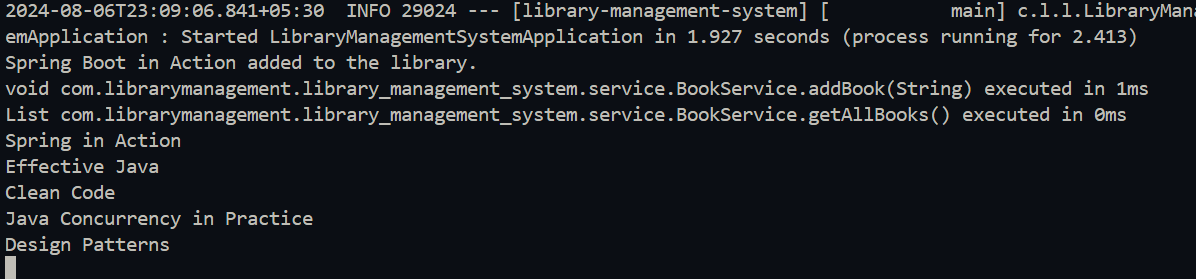 2024-08-06T23:09:06.841+05:30  INFO 29024 --- [library-management-system] [           main] c.l.l.LibraryMana
emApplication : Started LibraryManagementSystemApplication in 1.927 seconds (process running for 2.413)
Spring Boot in Action added to the library.
void com.librarymanagement.library_management_system.service.BookService.addBook(String) executed in 1ms
List com.librarymanagement.library_management_system.service.BookService.getAllBooks() executed in 0ms
Spring in Action
Effective Java
Clean Code
Java Concurrency in Practice
Design Patterns